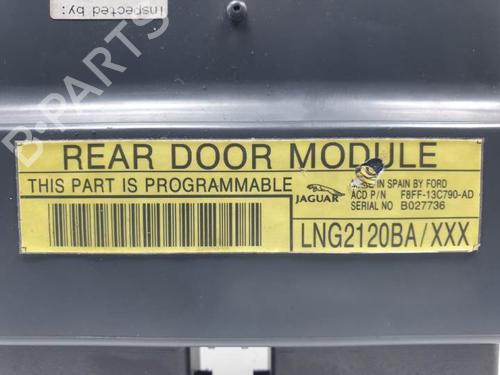 Inspected by:
REAR DOOR MODULE
THIS PART IS PROGRAMMABLE
JAGUAR
MADE IN SPAIN BY FORD
ACD P/N F8FF-13C790-AD
SERIAL NO B027736
LNG2120BA/XXX
B-PARTS